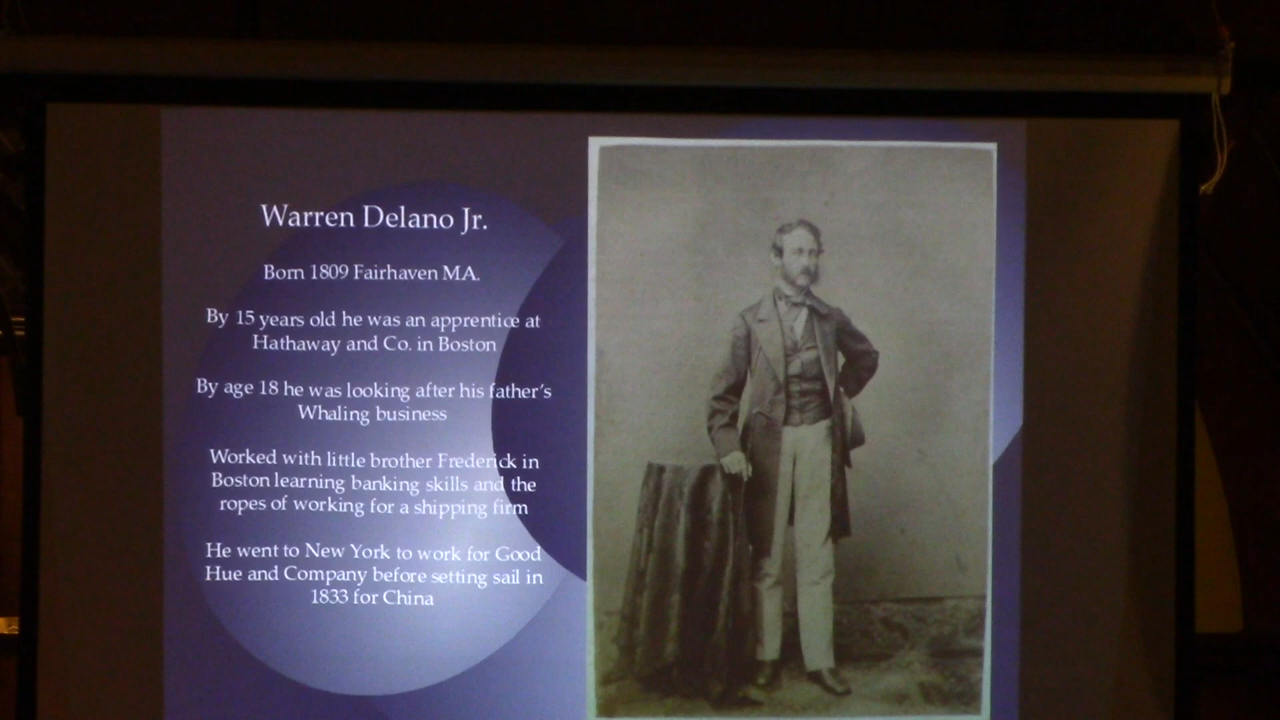 Warren Delano Jr.
Born 1809 Fairhaven MA.
By 15 years old he was an apprentice at
Hathaway and Co. in Boston
By age 18 he was looking after his father's
Whaling business
Worked with little brother Frederick in
Boston learning banking skills and the
ropes of working for a shipping firm
He went to New York to work for Good
Hue and Company before setting sail in
1833 for China